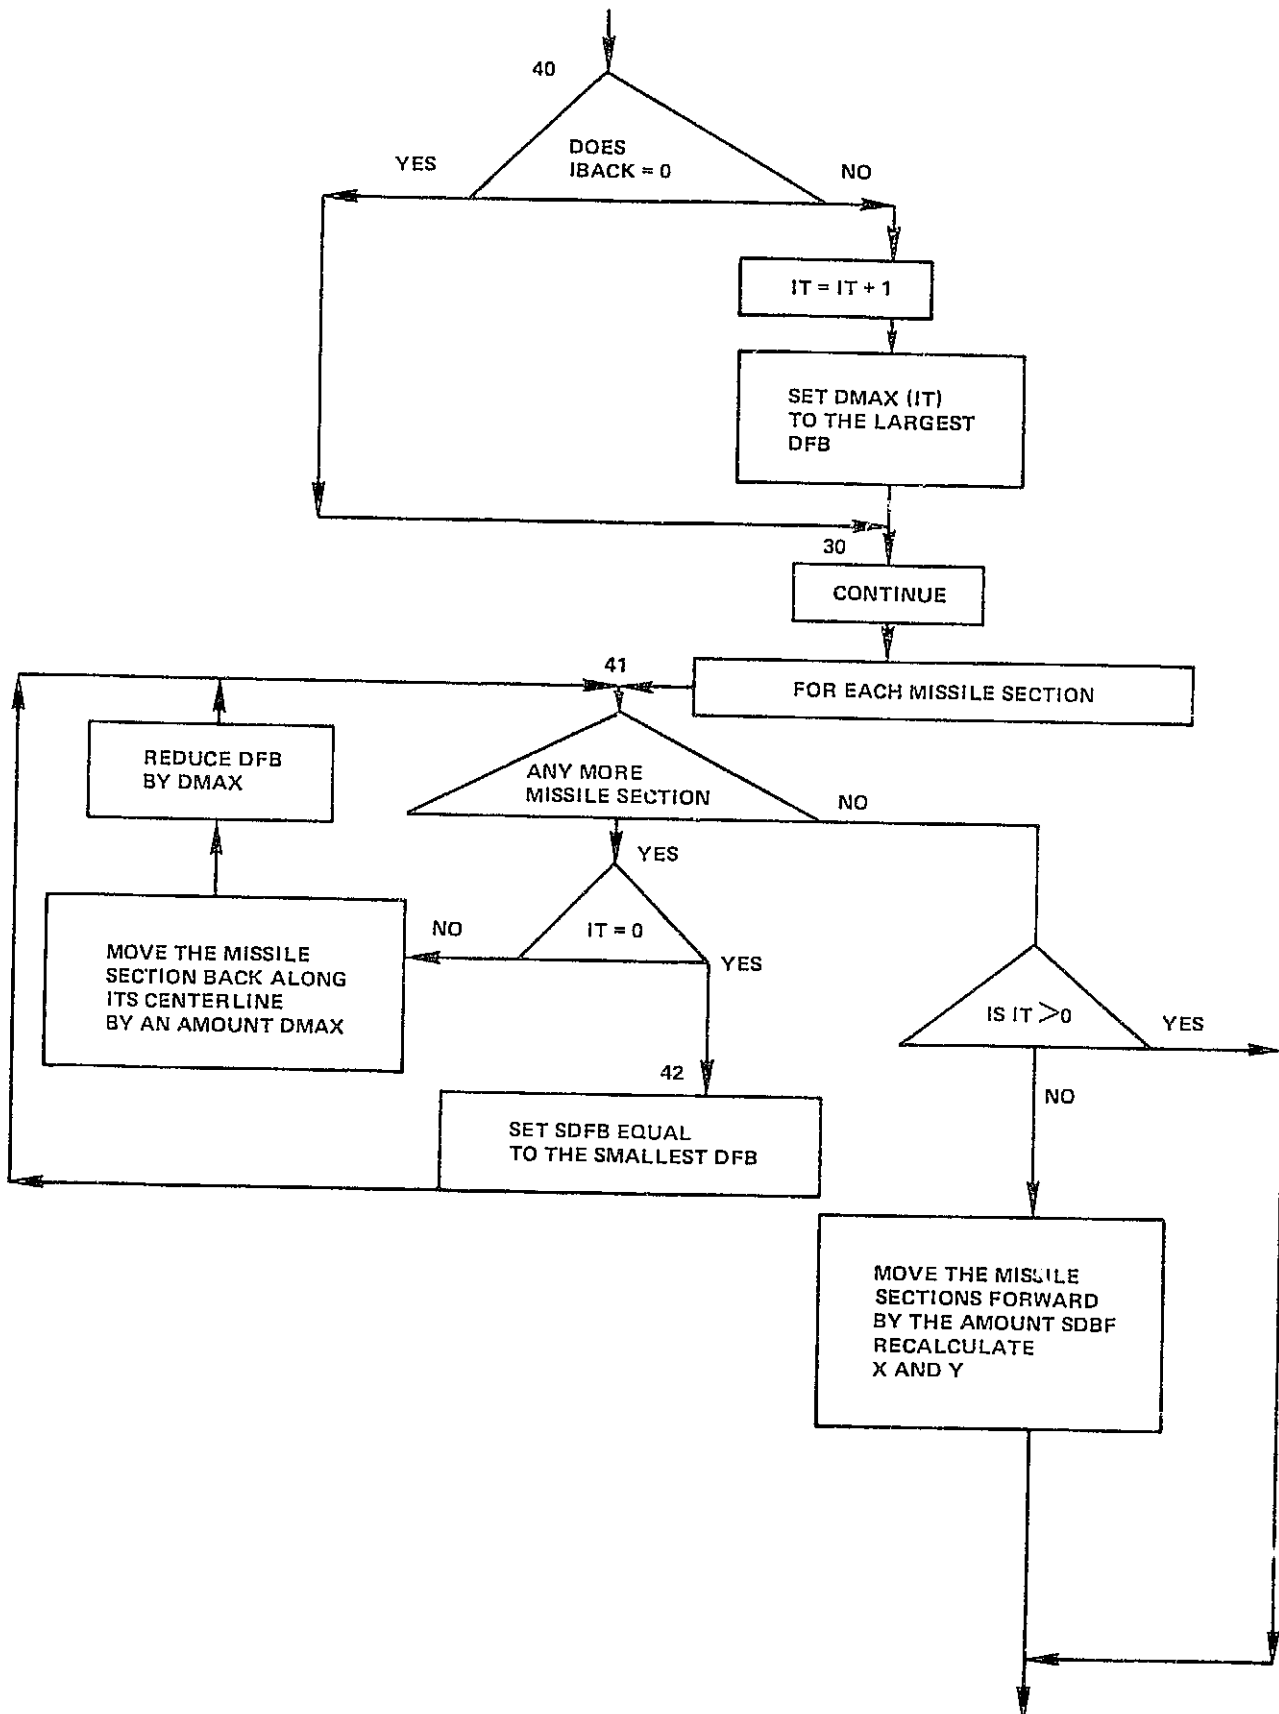 40
DOES
IBACK = 0
YES
NO
IT = IT + 1
SET DMAX (IT)
TO THE LARGEST
DFB
30
CONTINUE
41
FOR EACH MISSILE SECTION
REDUCE DFB
BY DMAX
ANY MORE
MISSILE SECTION
NO
YES
IT = 0
NO
YES
MOVE THE MISSILE
SECTION BACK ALONG
ITS CENTERLINE
BY AN AMOUNT DMAX
IS IT >0
YES
NO
42
SET SDFB EQUAL
TO THE SMALLEST DFB
MOVE THE MISSILE
SECTIONS FORWARD
BY THE AMOUNT SDBF
RECALCULATE
X AND Y